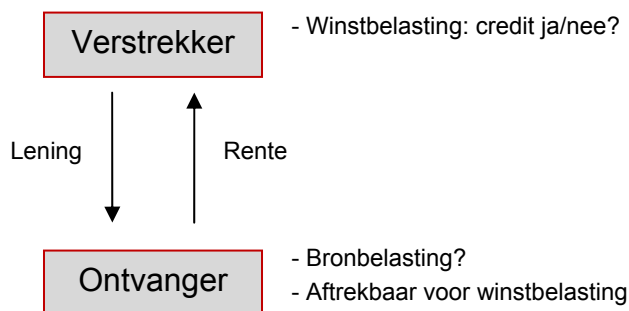 Verstrekker
- Winstbelasting: credit ja/nee?
Lening
Rente
Ontvanger
- Bronbelasting?
- Aftrekbaar voor winstbelasting